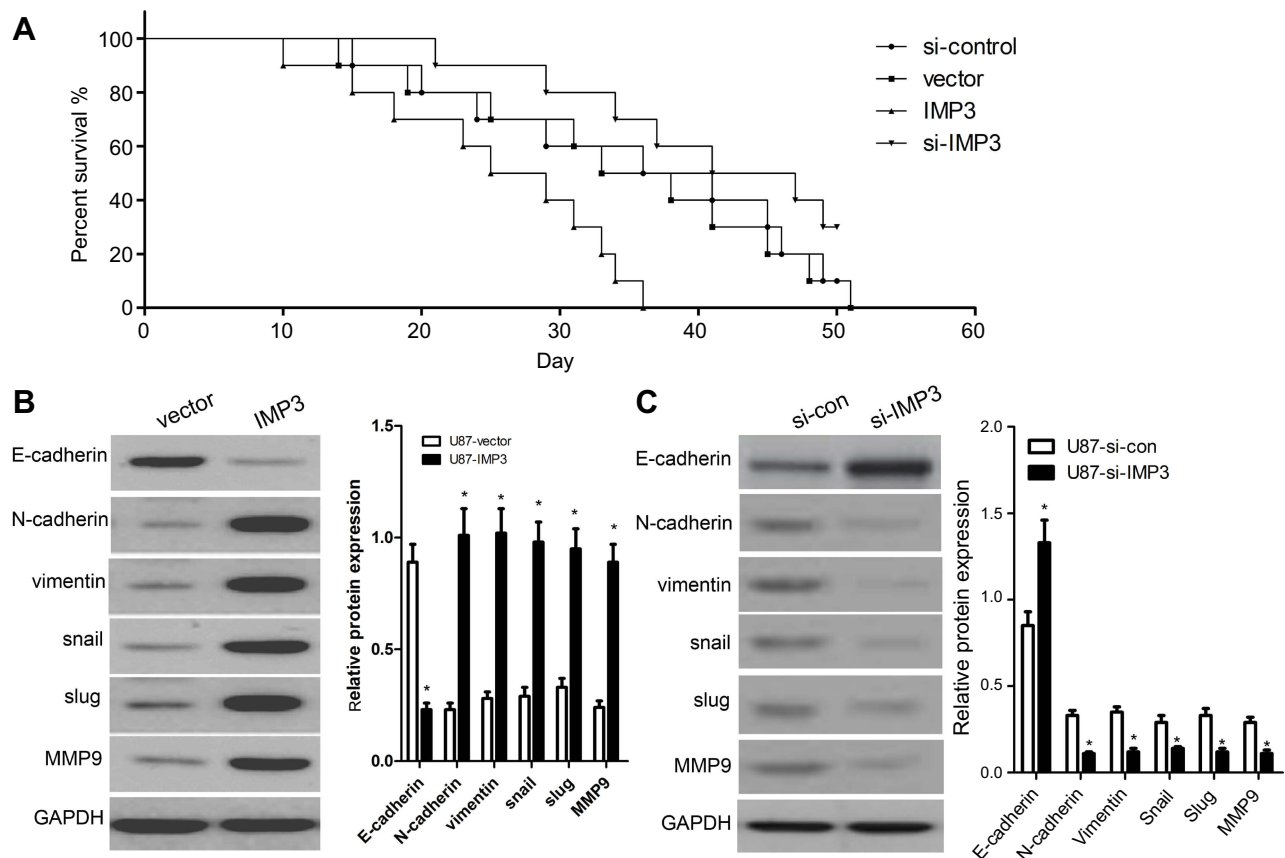 A
Percent survival %
100
80
60
40
20
0
0 10 20 30 40 50 60
Day
si-control
vector
IMP3
si-IMP3
B
vector IMP3
E-cadherin
N-cadherin
vimentin
snail
slug
MMP9
GAPDH
Relative protein expression
1.5
1.0
0.5
0.0
U87-vector
U87-IMP3
* * * * * *
E-cadherin N-cadherin vimentin snail slug MMP9
C
si-con si-IMP3
E-cadherin
N-cadherin
vimentin
snail
slug
MMP9
GAPDH
Relative protein expression
2.0
1.5
1.0
0.5
0.0
U87-si-con
U87-si-IMP3
* * * * * *
E-cadherin N-cadherin Vimentin Snail Slug MMP9